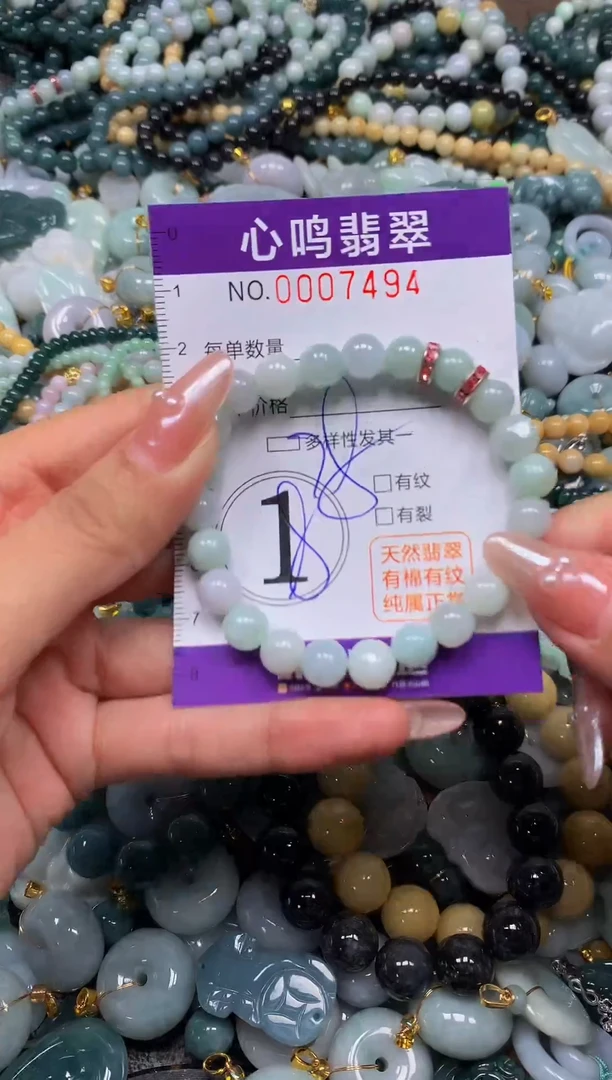 心鸣翡翠
0
1
NO.0007494
2
每单数量
价格
多样性发其一
有纹
有裂
1
天然翡翠
有棉有纹
纯属正常
7
8